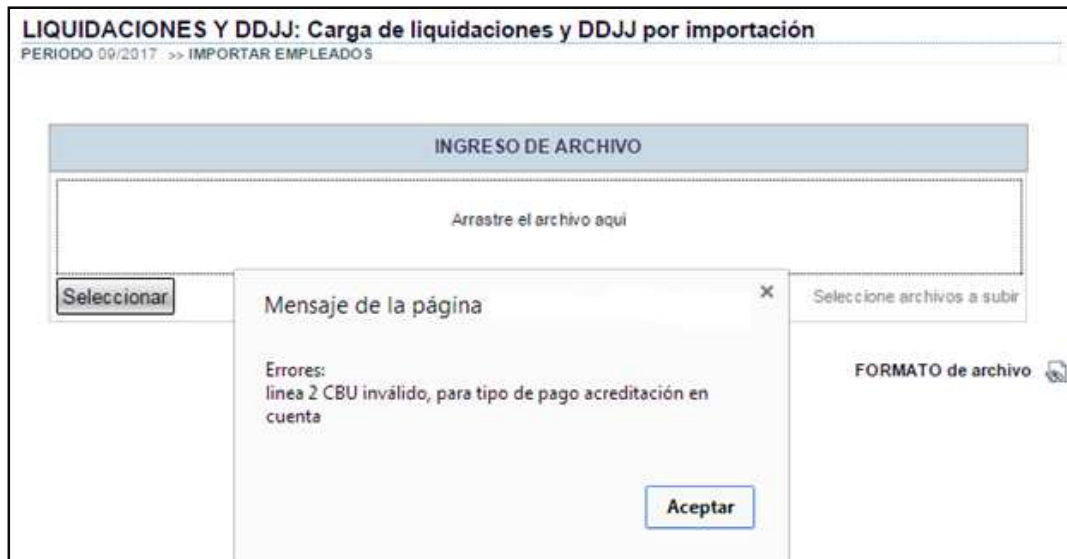 LIQUIDACIONES Y DDJJ: Carga de liquidaciones y DDJJ por importación
PERIODO 09/2017 >> IMPORTAR EMPLEADOS
INGRESO DE ARCHIVO
Arrastre el archivo aqui
Seleccionar
Seleccione archivos a subir
Mensaje de la página
×
Errores:
linea 2 CBU inválido, para tipo de pago acreditación en
cuenta
FORMATO de archivo
Aceptar